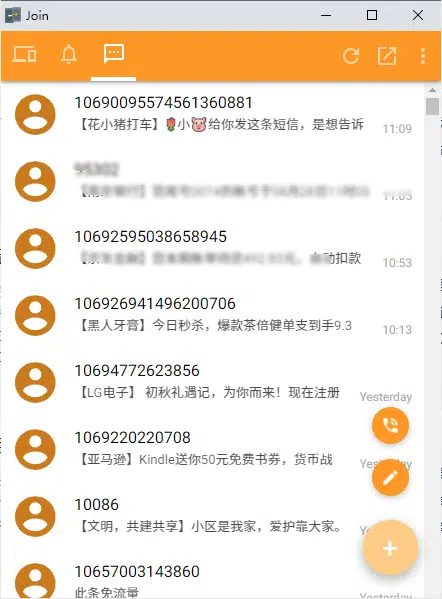 Join
10690095574561360881
【花小猪打车】🌹小🐷给你发这条短信，是想告诉
11:09
95302
11:05
10692595038658945
动扣款
10:53
106926941496200706
【黑人牙膏】今日秒杀，爆款茶倍健单支到手9.3
10:13
10694772623856
【LG电子】 初秋礼遇记，为你而来！现在注册
Yesterday
1069220220708
【亚马逊】Kindle送你50元免费书券，货币战
Yesterday
10086
【文明，共建共享】小区是我家，爱护靠大家。
10657003143860
此条免流量
Yesterday